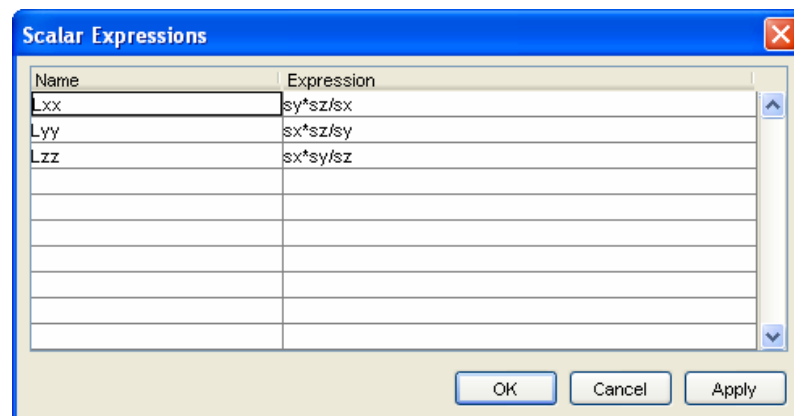 Scalar Expressions
Name Expression
Lxx sy*sz/sx
Lyy sx*sz/sy
Lzz sx*sy/sz
OK Cancel Apply